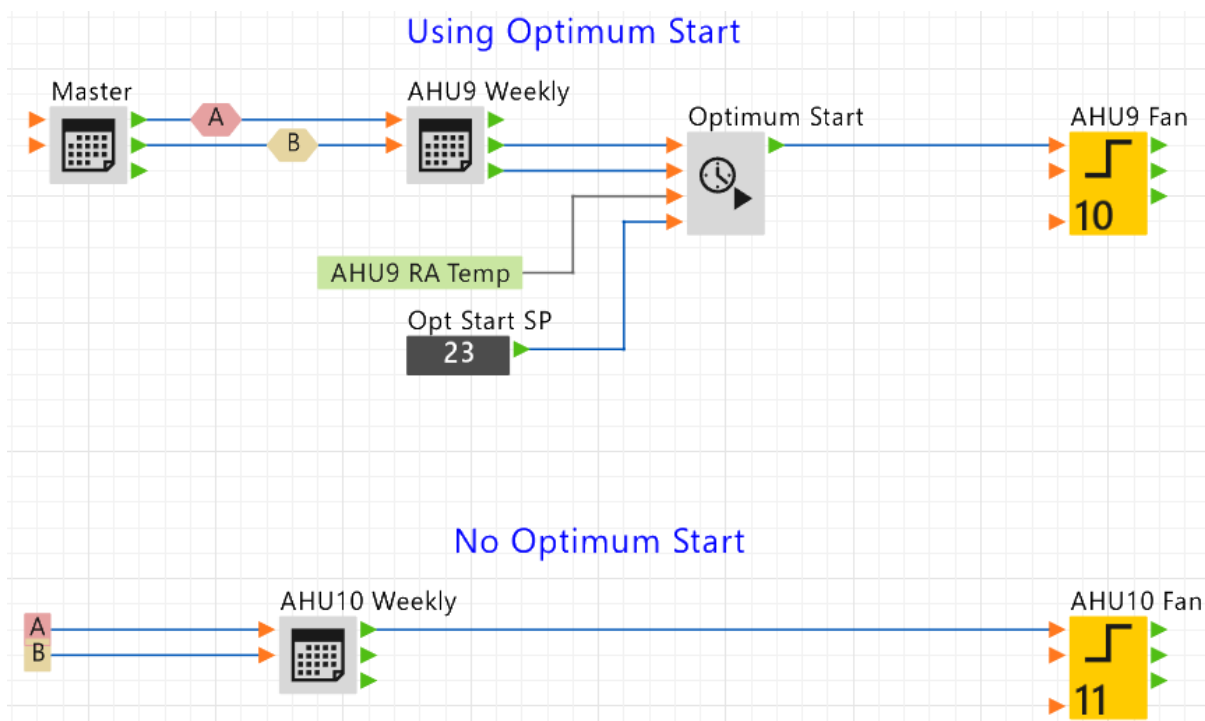 Using Optimum Start
Master
A
B
AHU9 Weekly
Optimum Start
AHU9 Fan
10
AHU9 RA Temp
Opt Start SP
23
No Optimum Start
A
B
AHU10 Weekly
AHU10 Fan
11